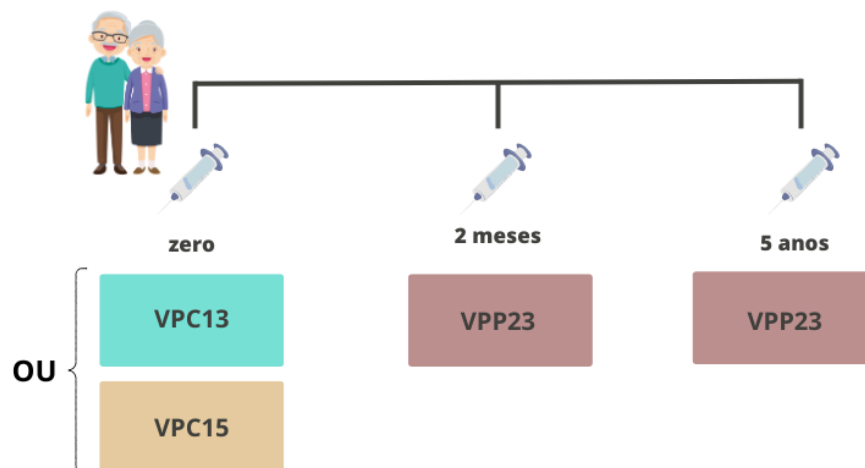 zero
2 meses
5 anos
OU
VPC13
VPP23
VPP23
VPC15